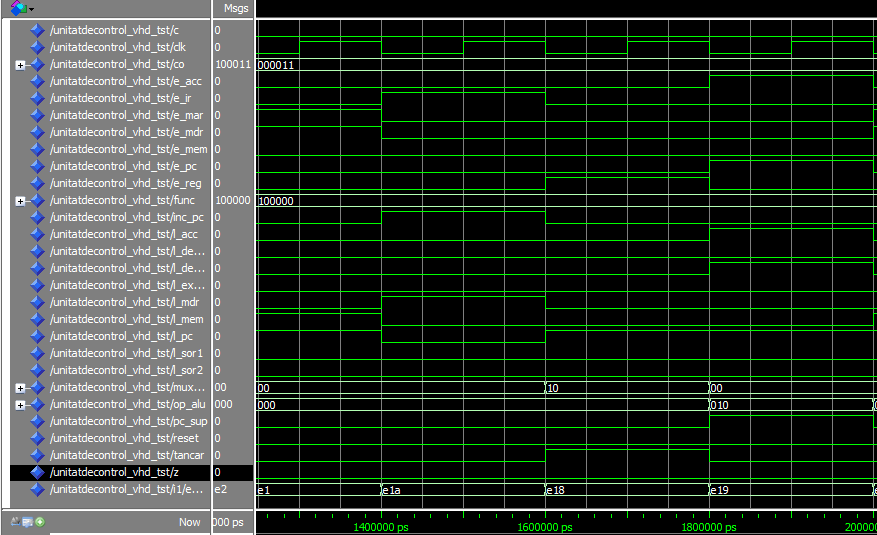 Msgs
/unitatdecontrol_vhd_tst/c 0
/unitatdecontrol_vhd_tst/clk 0
/unitatdecontrol_vhd_tst/co 100011 000011
/unitatdecontrol_vhd_tst/e_acc 0
/unitatdecontrol_vhd_tst/e_ir 0
/unitatdecontrol_vhd_tst/e_mar 0
/unitatdecontrol_vhd_tst/e_mdr 0
/unitatdecontrol_vhd_tst/e_mem 0
/unitatdecontrol_vhd_tst/e_pc 0
/unitatdecontrol_vhd_tst/e_reg 0
/unitatdecontrol_vhd_tst/func 100000 100000
/unitatdecontrol_vhd_tst/inc_pc 0
/unitatdecontrol_vhd_tst/l_acc 0
/unitatdecontrol_vhd_tst/l_de... 0
/unitatdecontrol_vhd_tst/l_de... 0
/unitatdecontrol_vhd_tst/l_ex... 0
/unitatdecontrol_vhd_tst/l_mdr 0
/unitatdecontrol_vhd_tst/l_mem 0
/unitatdecontrol_vhd_tst/l_pc 0
/unitatdecontrol_vhd_tst/l_sor1 0
/unitatdecontrol_vhd_tst/l_sor2 0
/unitatdecontrol_vhd_tst/mux... 00 00 10 00
/unitatdecontrol_vhd_tst/op_alu 000 000 010
/unitatdecontrol_vhd_tst/pc_sup 0
/unitatdecontrol_vhd_tst/reset 0
/unitatdecontrol_vhd_tst/tancar 0
/unitatdecontrol_vhd_tst/z 0
/unitatdecontrol_vhd_tst/i1/e... e2 e1 e1a e18 e19
Now 000 ps 1400000 ps 1600000 ps 1800000 ps 200000